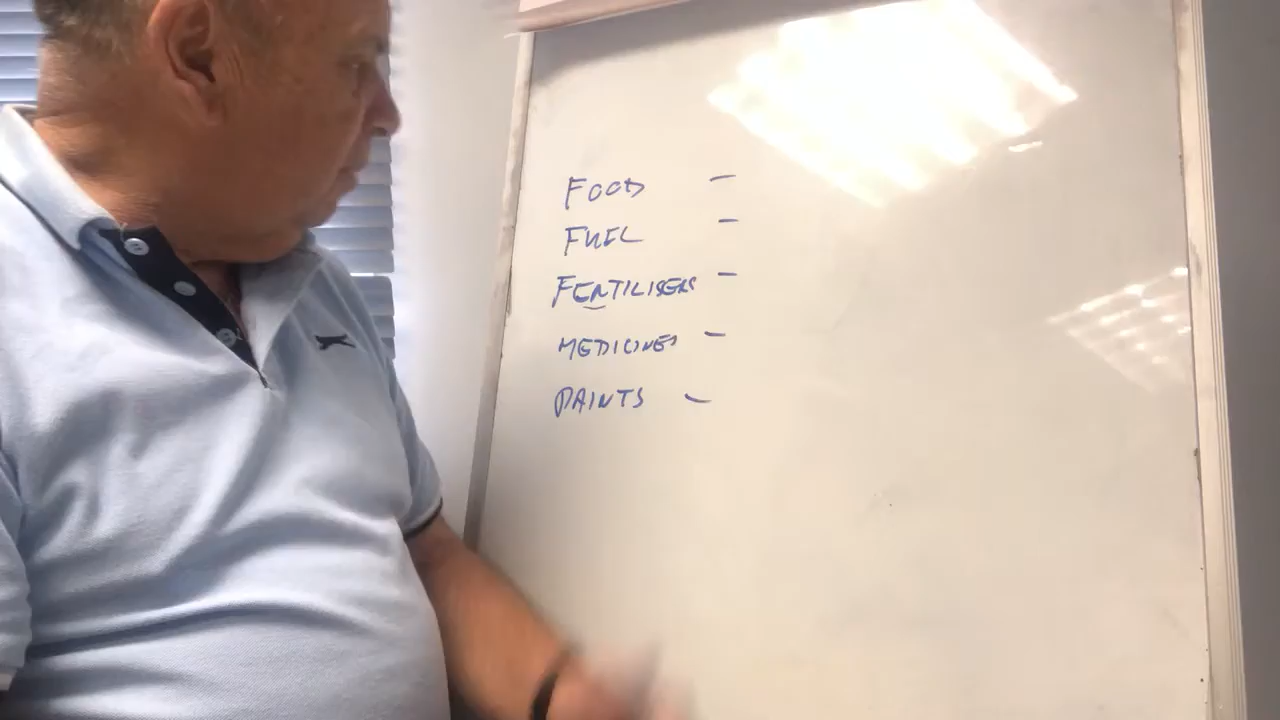 FOOD -
FUEL -
FERTILISERS -
MEDICINES -
PAINTS -